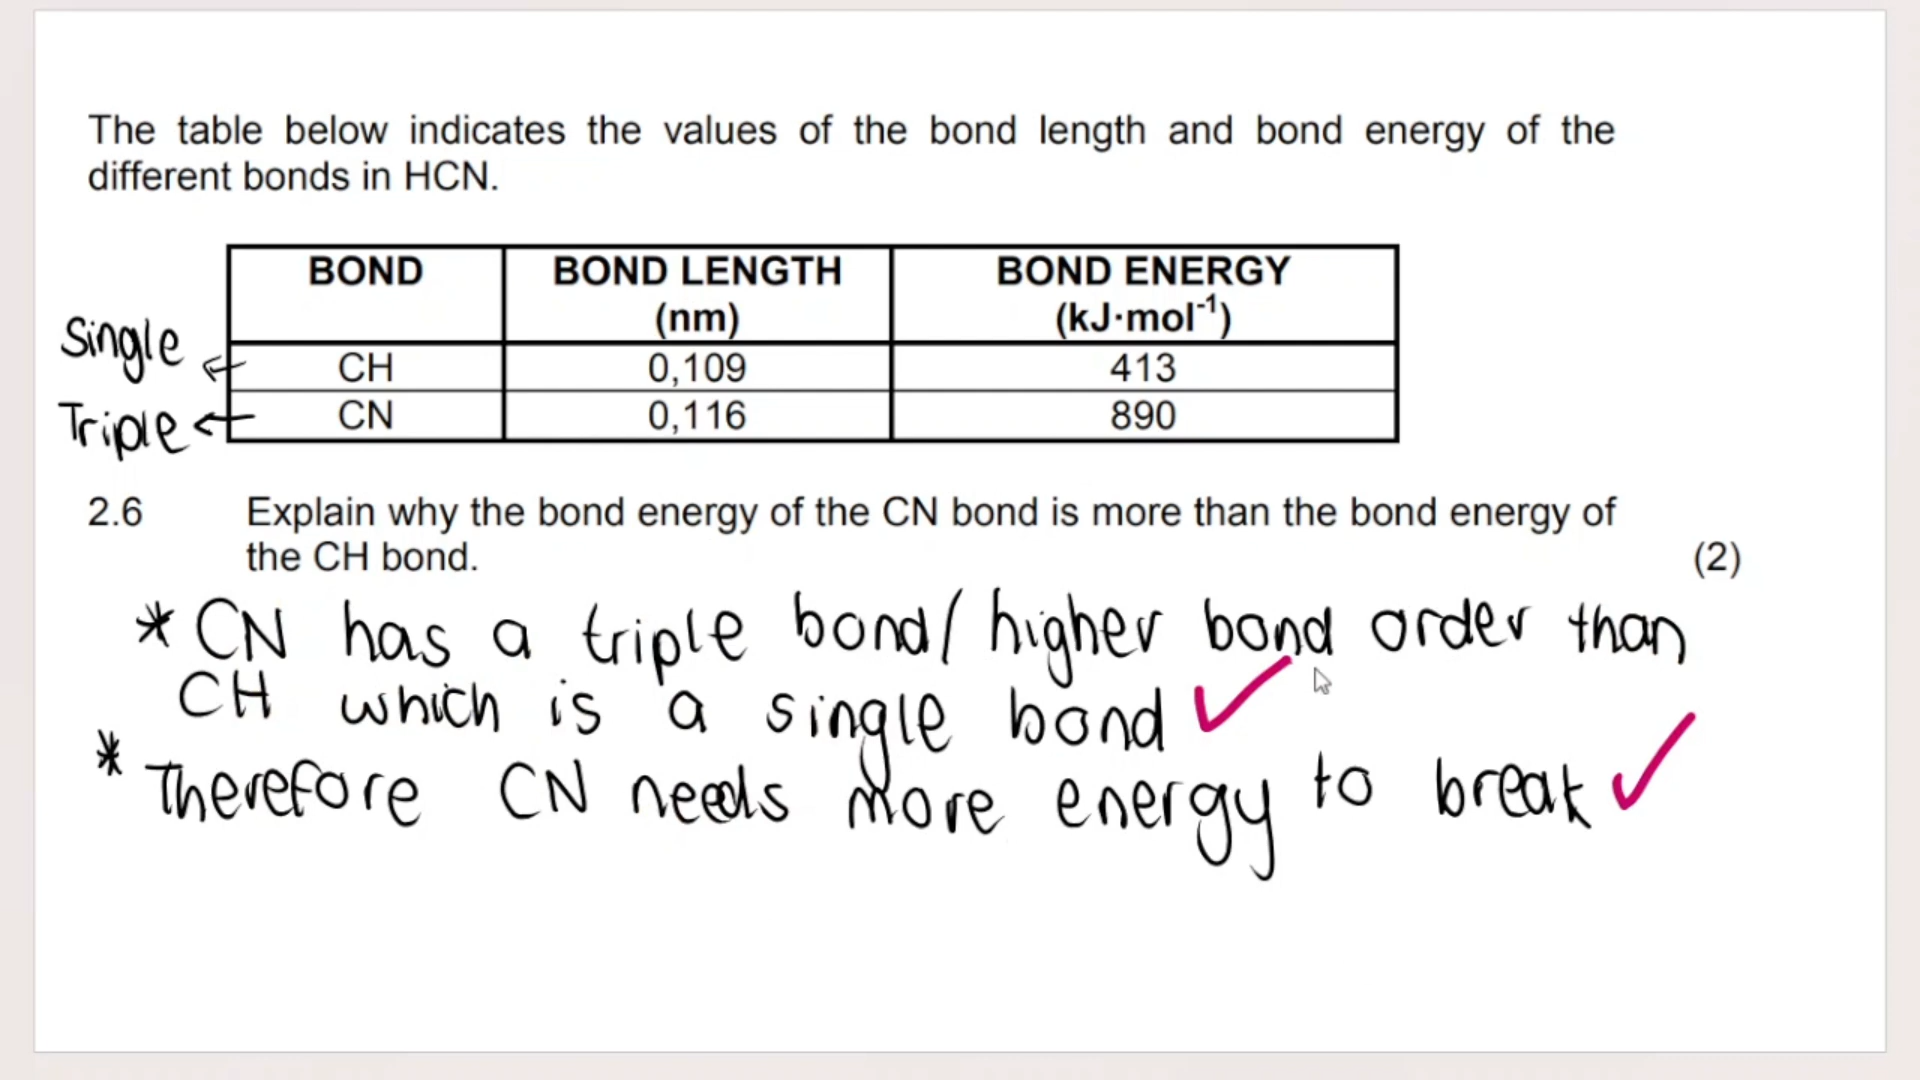 The table below indicates the values of the bond length and bond energy of the
different bonds in HCN.
BOND BOND LENGTH (nm) BOND ENERGY (kJ·mol⁻¹)
Single ← CH 0,109 413
Triple ← CN 0,116 890
2.6 Explain why the bond energy of the CN bond is more than the bond energy of
the CH bond. (2)
* CN has a triple bond/ higher bond order than
CH which is a single bond ✓
* Therefore CN needs more energy to break ✓